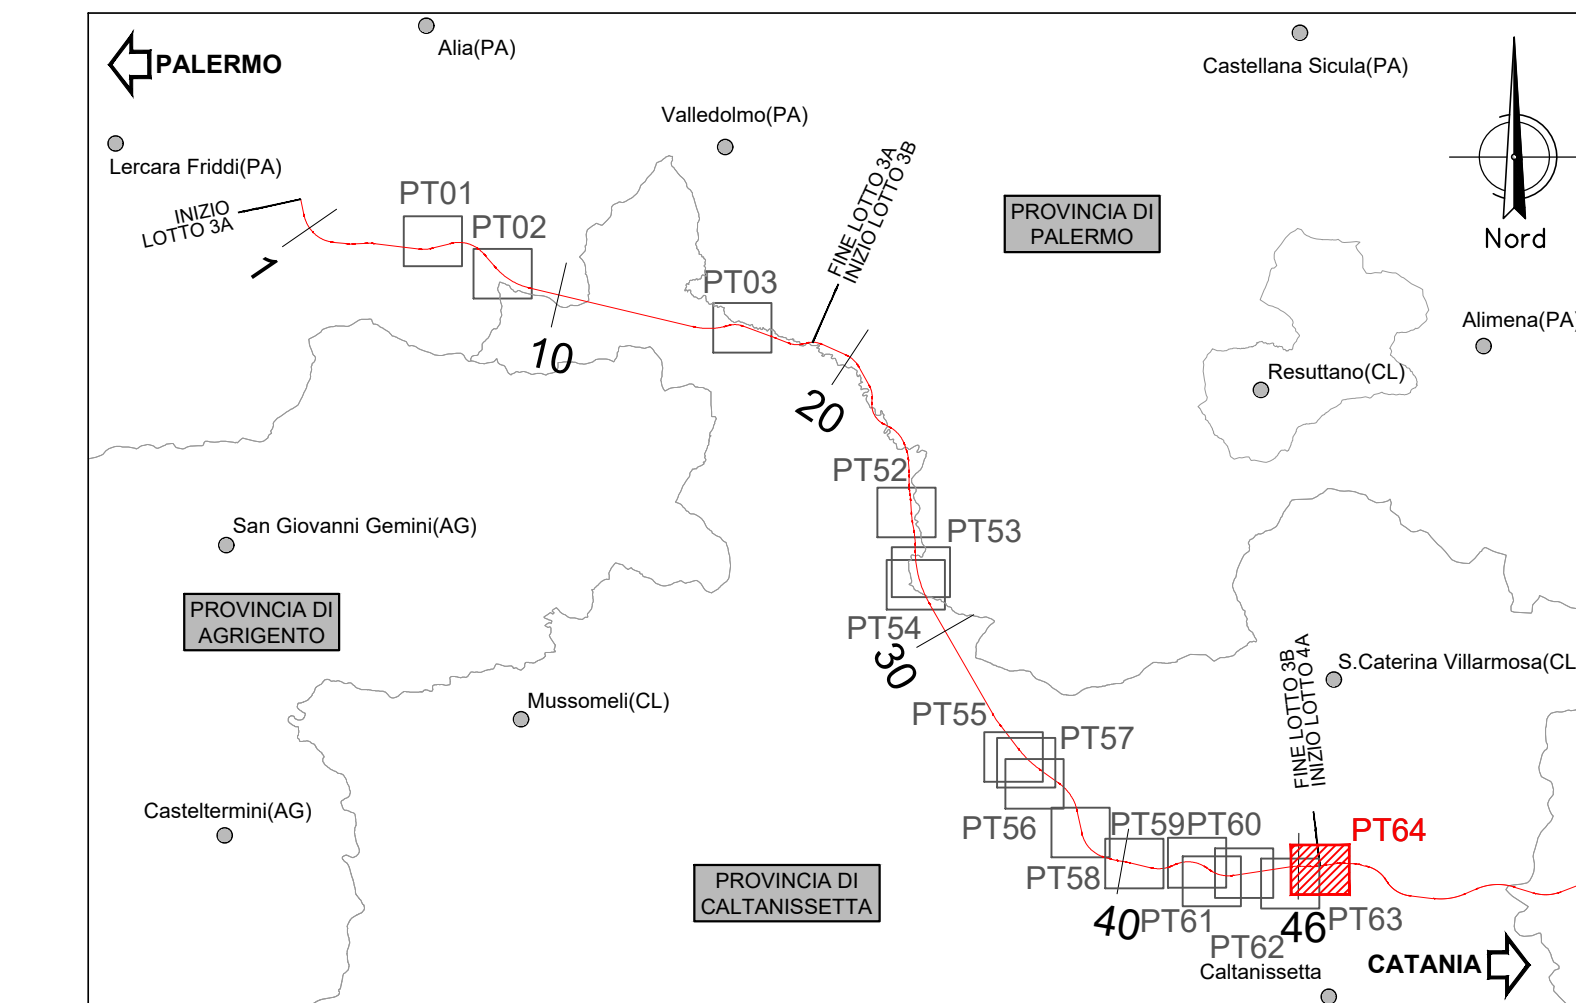 Alia(PA)
PALERMO
Castellana Sicula(PA)
Valledolmo(PA)
Lercara Friddi(PA)
INIZIO
LOTTO 3A
1
PT01
PT02
FINE LOTTO 3A
INIZIO LOTTO 3B
PROVINCIA DI
PALERMO
Nord
PT03
10
20
Alimena(PA)
Resuttano(CL)
PT52
San Giovanni Gemini(AG)
PT53
PROVINCIA DI
AGRIGENTO
PT54
30
FINE LOTTO 3B
INIZIO LOTTO 4A
S.Caterina Villarmosa(CL
Mussomeli(CL)
PT55
PT57
Casteltermini(AG)
PT56
PT59
PT60
PT64
PROVINCIA DI
CALTANISSETTA
PT58
40
PT61
PT62
46
PT63
Caltanissetta
CATANIA